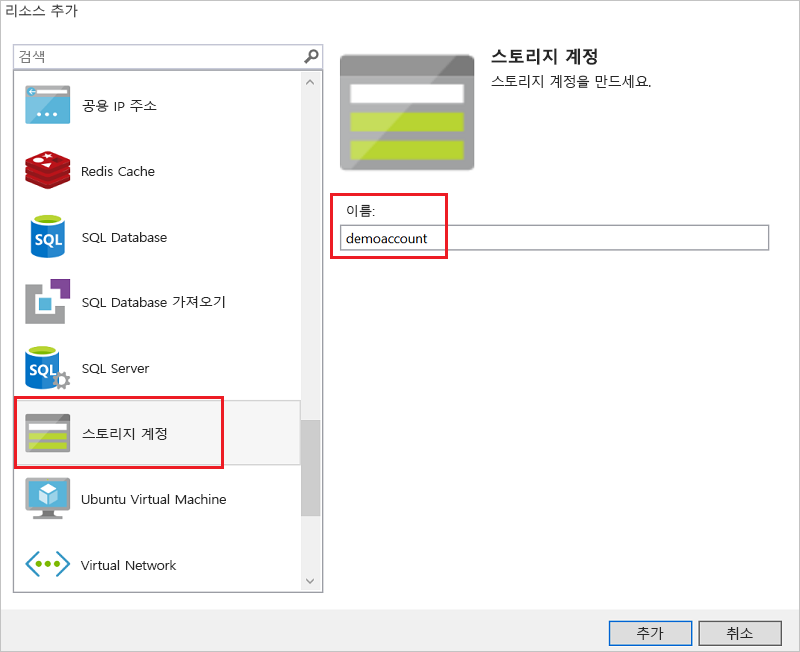 리소스 추가
검색
공용 IP 주소
Redis Cache
SQL
SQL Database
SQL Database 가져오기
SQL
SQL Server
스토리지 계정
Ubuntu Virtual Machine
Virtual Network
스토리지 계정
스토리지 계정을 만드세요.
이름:
demoaccount
추가
취소